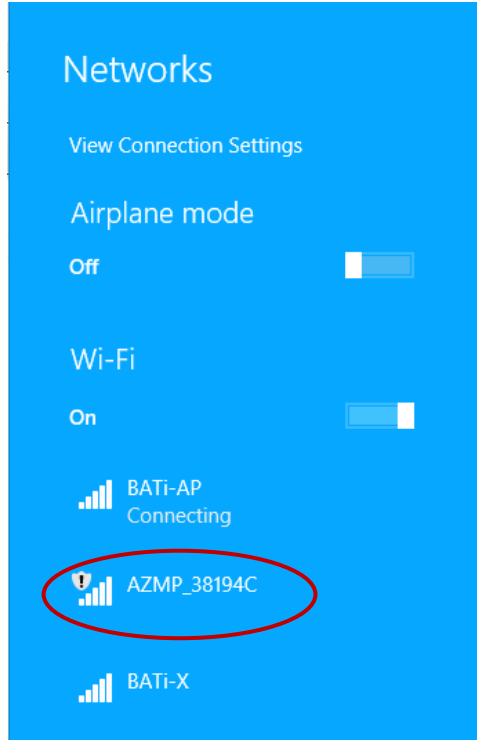 Networks
View Connection Settings
Airplane mode
Off
Wi-Fi
On
BATi-AP
Connecting
AZMP_38194C
BATi-X